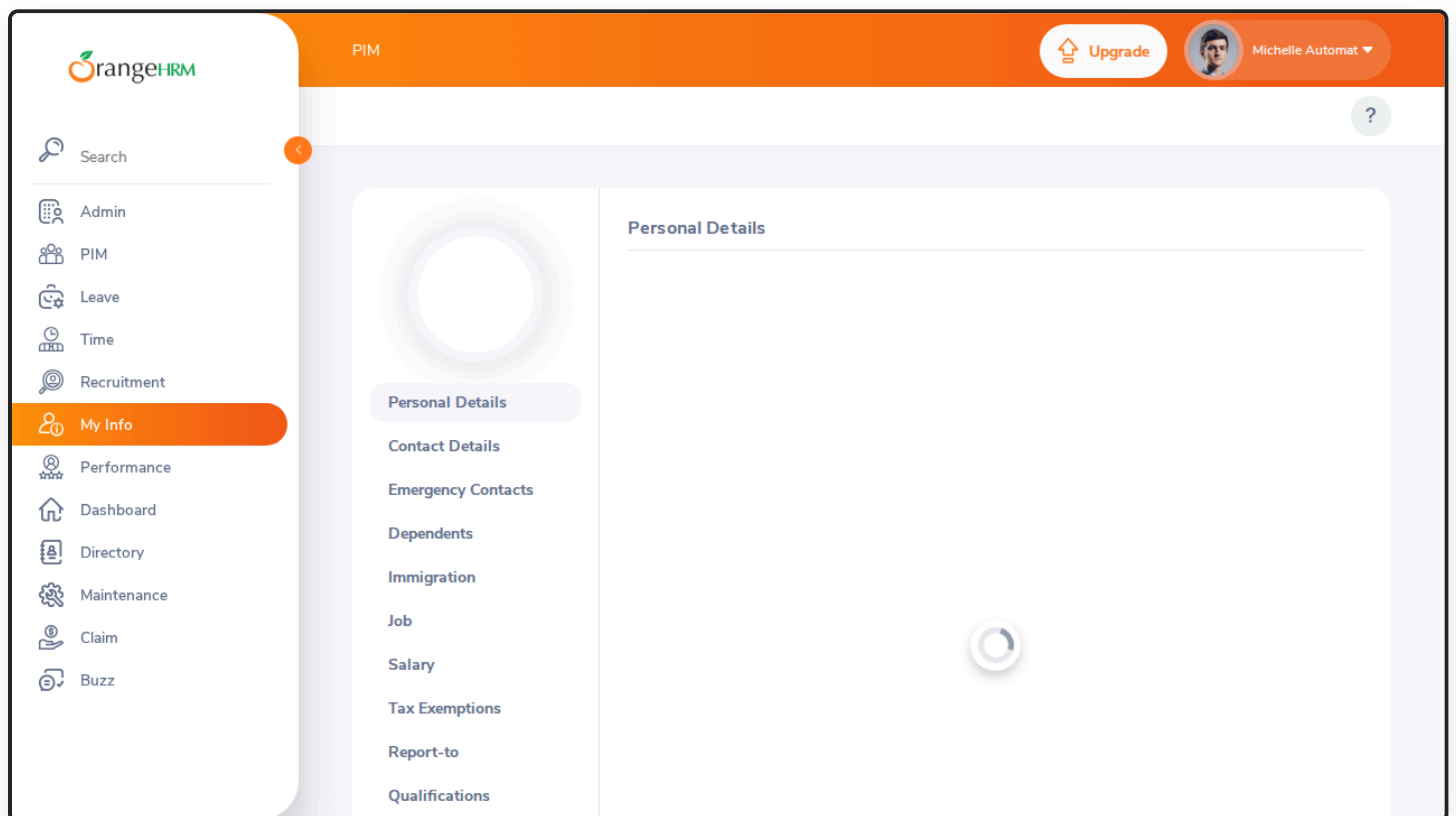 OrangeHRM
PIM
Upgrade
Michelle Automat
?
Search
Admin
PIM
Leave
Time
Recruitment
My Info
Performance
Dashboard
Directory
Maintenance
Claim
Buzz
Personal Details
Contact Details
Emergency Contacts
Dependents
Immigration
Job
Salary
Tax Exemptions
Report-to
Qualifications
Personal Details